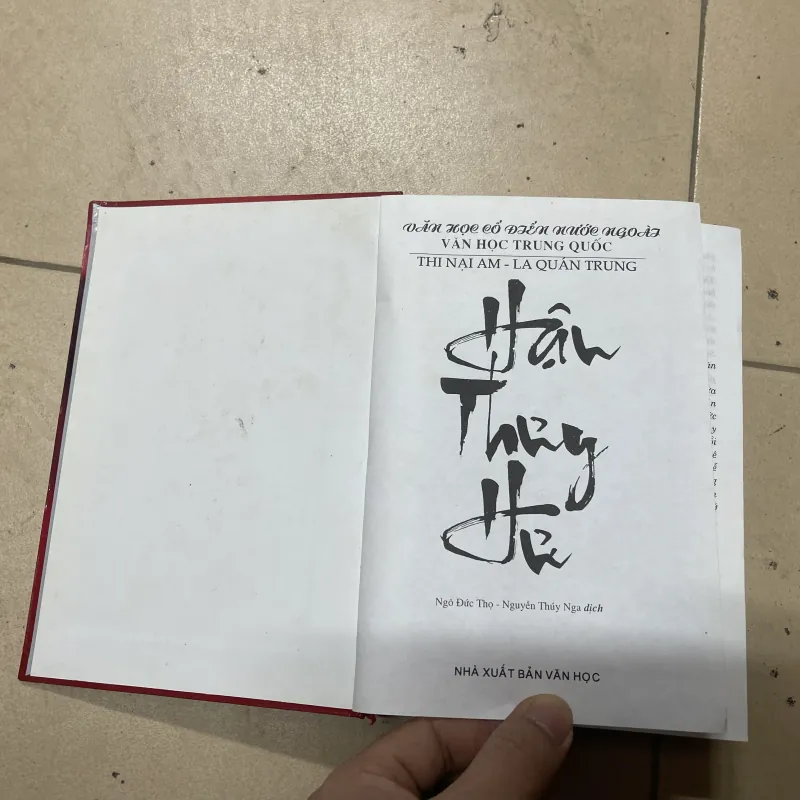 VĂN HỌC CỔ ĐIỂN NƯỚC NGOÀI
VĂN HỌC TRUNG QUỐC
THI NẠI AM - LA QUÁN TRUNG
Hậu
Thủy
Hử
Ngô Đức Thọ - Nguyễn Thúy Nga dịch
NHÀ XUẤT BẢN VĂN HỌC